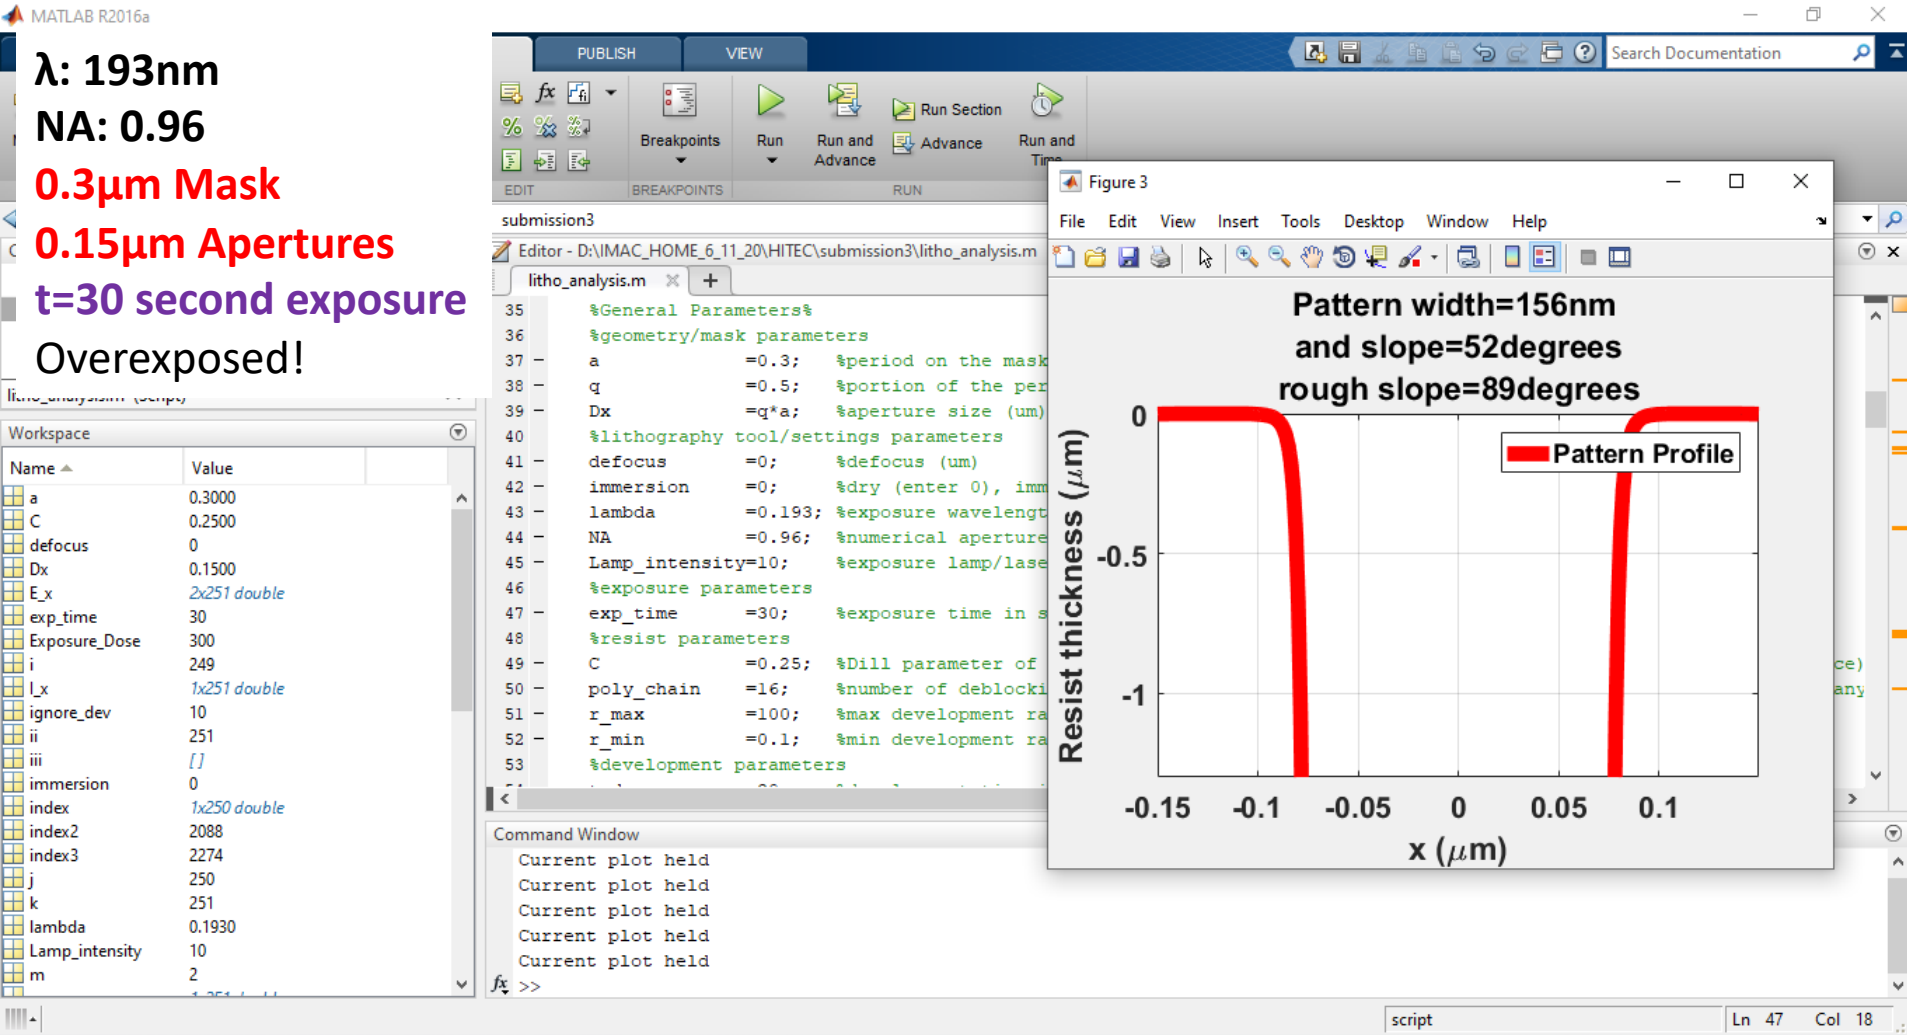 MATLAB R2016a
λ: 193nm
NA: 0.96
0.3μm Mask
0.15μm Apertures
t=30 second exposure
Overexposed!
PUBLISH
VIEW
Search Documentation
fx
Breakpoints
Run
Run and
Advance
Run Section
Advance
Run and
Time
EDIT
BREAKPOINTS
RUN
submission3
Editor - D:\IMAC_HOME_6_11_20\HITEC\submission3\litho_analysis.m
litho_analysis.m
35 %General Parameters%
36 %geometry/mask parameters
37 – a =0.3; %period on the mask
38 – q =0.5; %portion of the per
39 – Dx =q*a; %aperture size (um)
40 %lithography tool/settings parameters
41 – defocus =0; %defocus (um)
42 – immersion =0; %dry (enter 0), imm
43 – lambda =0.193; %exposure wavelengt
44 – NA =0.96; %numerical aperture
45 – Lamp_intensity=10; %exposure lamp/lase
46 %exposure parameters
47 – exp_time =30; %exposure time in s
48 %resist parameters
49 – C =0.25; %Dill parameter of
ce)
50 – poly_chain =16; %number of deblocki
any
51 – r_max =100; %max development ra
52 – r_min =0.1; %min development ra
53 %development parameters
litho_analysis.m (Script)
Workspace
Name Value
a 0.3000
C 0.2500
defocus 0
Dx 0.1500
E_x 2x251 double
exp_time 30
Exposure_Dose 300
i 249
I_x 1x251 double
ignore_dev 10
ii 251
iii []
immersion 0
index 1x250 double
index2 2088
index3 2274
j 250
k 251
lambda 0.1930
Lamp_intensity 10
m 2
Command Window
Current plot held
Current plot held
Current plot held
Current plot held
Current plot held
fx >>
Figure 3
File Edit View Insert Tools Desktop Window Help
Pattern width=156nm
and slope=52degrees
rough slope=89degrees
Pattern Profile
0
-0.5
-1
Resist thickness (μm)
-0.15 -0.1 -0.05 0 0.05 0.1
x (μm)
script
Ln 47 Col 18